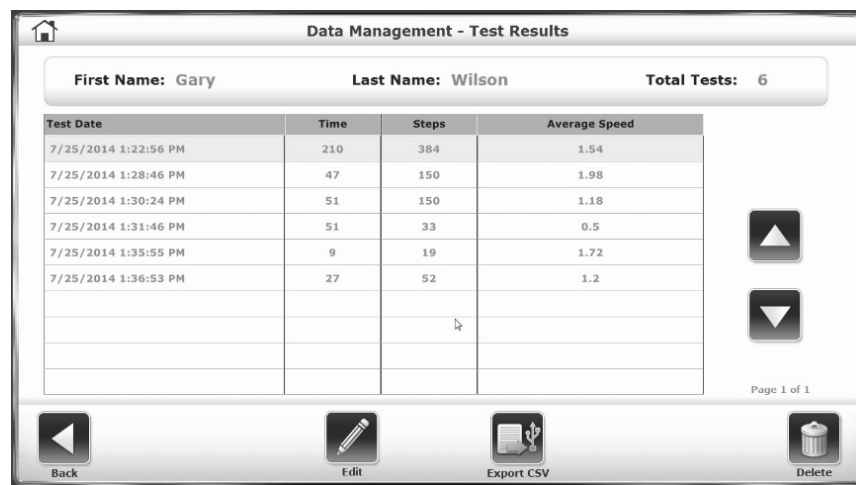 Data Management - Test Results
First Name: Gary Last Name: Wilson Total Tests: 6
Test Date Time Steps Average Speed
7/25/2014 1:22:56 PM 210 384 1.54
7/25/2014 1:28:46 PM 47 150 1.98
7/25/2014 1:30:24 PM 51 150 1.18
7/25/2014 1:31:46 PM 51 33 0.5
7/25/2014 1:35:55 PM 9 19 1.72
7/25/2014 1:36:53 PM 27 52 1.2
Page 1 of 1
Back Edit Export CSV Delete